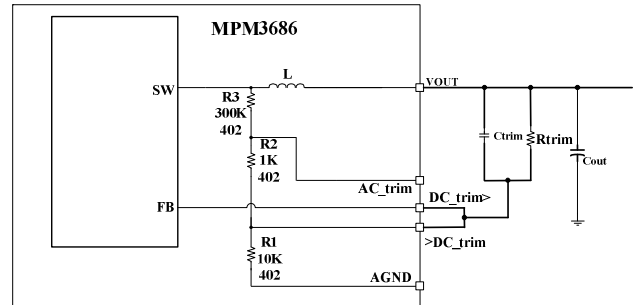 MPM3686
L
SW
VOUT
R3
300K
402
Ctrim
Rtrim
R2
1K
402
Cout
AC_trim
DC_trim>
FB
>DC_trim
R1
10K
402
AGND